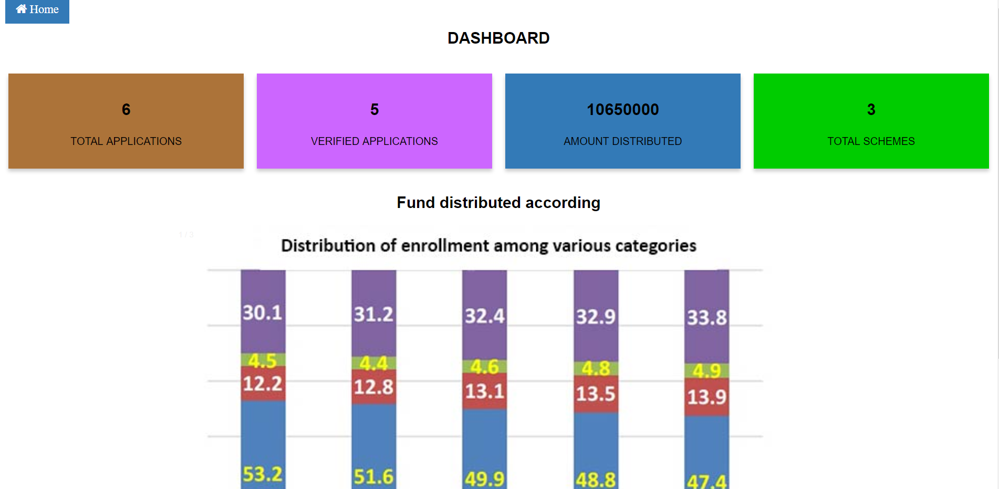 Home
DASHBOARD
6
5
10650000
3
TOTAL APPLICATIONS
VERIFIED APPLICATIONS
AMOUNT DISTRIBUTED
TOTAL SCHEMES
Fund distributed according
1 / 3
Distribution of enrollment among various categories
30.1
31.2
32.4
32.9
33.8
4.5
4.4
4.6
4.8
4.9
12.2
12.8
13.1
13.5
13.9
53.2
51.6
49.9
48.8
47.4